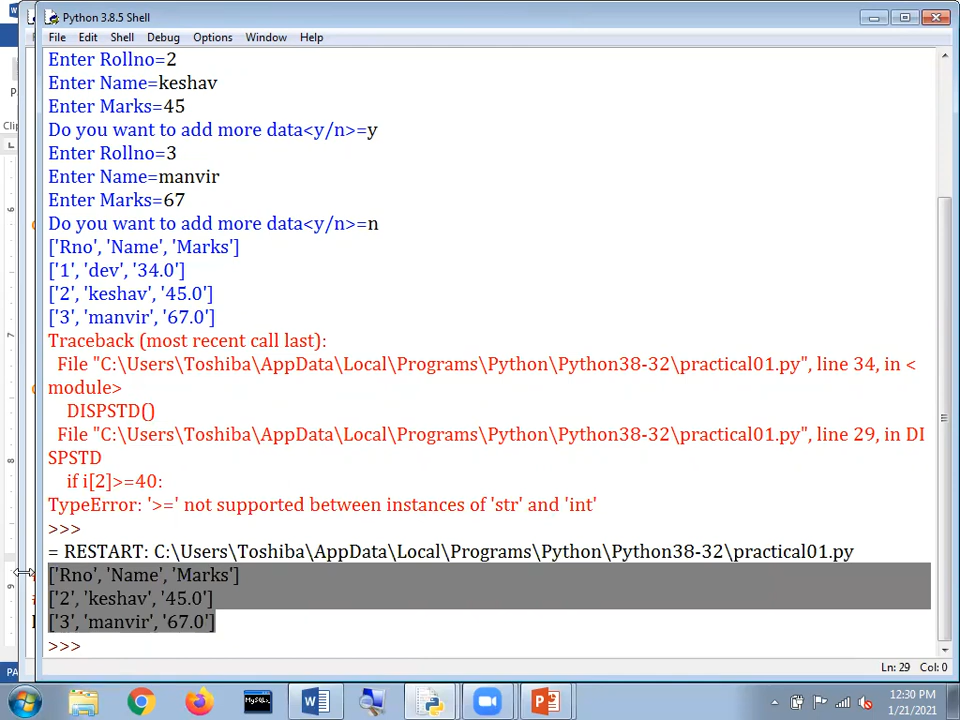 Python 3.8.5 Shell
File Edit Shell Debug Options Window Help
Enter Rollno=2
Enter Name=keshav
Enter Marks=45
Do you want to add more data<y/n>=y
Enter Rollno=3
Enter Name=manvir
Enter Marks=67
Do you want to add more data<y/n>=n
['Rno', 'Name', 'Marks']
['1', 'dev', '34.0']
['2', 'keshav', '45.0']
['3', 'manvir', '67.0']
Traceback (most recent call last):
File "C:\Users\Toshiba\AppData\Local\Programs\Python\Python38-32\practical01.py", line 34, in <
module>
DISPSTD()
File "C:\Users\Toshiba\AppData\Local\Programs\Python\Python38-32\practical01.py", line 29, in DI
SPSTD
if i[2]>=40:
TypeError: '>=' not supported between instances of 'str' and 'int'
>>>
= RESTART: C:\Users\Toshiba\AppData\Local\Programs\Python\Python38-32\practical01.py
['Rno', 'Name', 'Marks']
['2', 'keshav', '45.0']
['3', 'manvir', '67.0']
>>>
Ln: 29 Col: 0
12:30 PM
1/21/2021